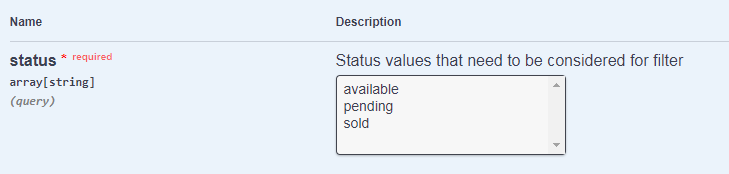 Name Description
status * required Status values that need to be considered for filter
array[string]
(query)
available
pending
sold